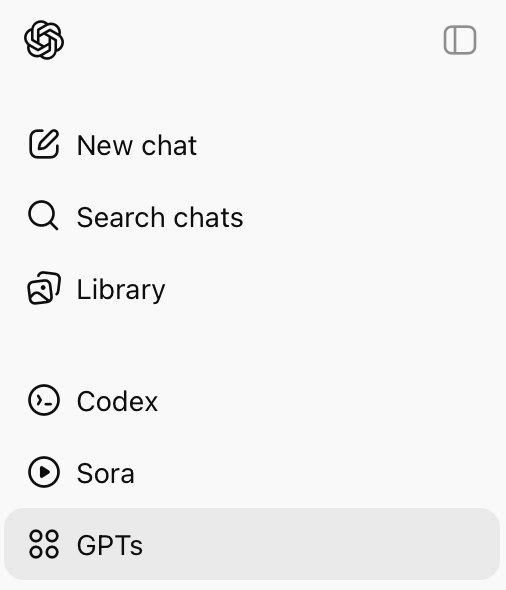 New chat
Search chats
Library
Codex
Sora
GPTs